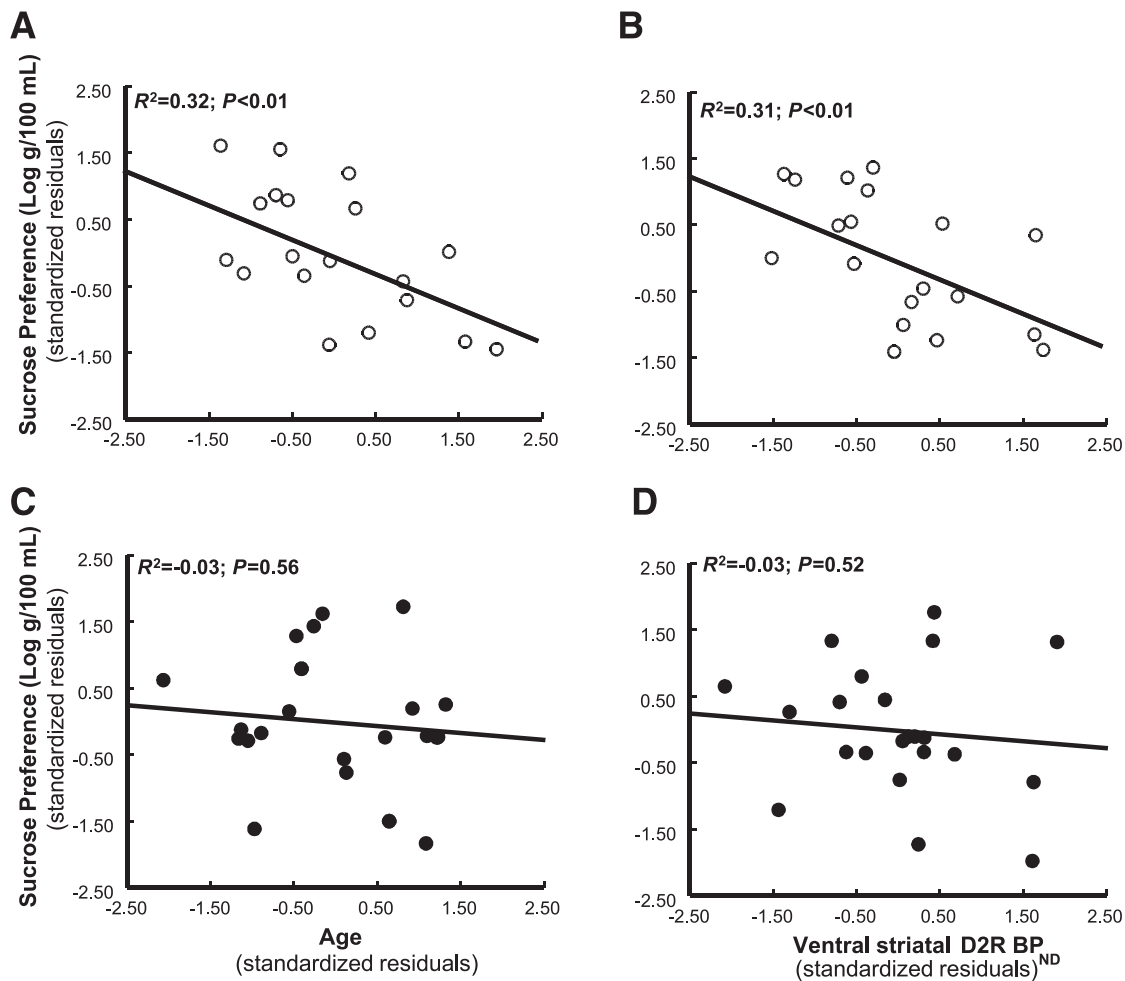 A
Sucrose Preference (Log g/100 mL)
(standardized residuals)
R²=0.32; P<0.01
2.50
1.50
0.50
-0.50
-1.50
-2.50
-2.50 -1.50 -0.50 0.50 1.50 2.50
B
R²=0.31; P<0.01
2.50
1.50
0.50
-0.50
-1.50
-2.50
-2.50 -1.50 -0.50 0.50 1.50 2.50
C
Sucrose Preference (Log g/100 mL)
(standardized residuals)
R²=-0.03; P=0.56
2.50
1.50
0.50
-0.50
-1.50
-2.50
-2.50 -1.50 -0.50 0.50 1.50 2.50
Age
(standardized residuals)
D
R²=-0.03; P=0.52
2.50
1.50
0.50
-0.50
-1.50
-2.50
-2.50 -1.50 -0.50 0.50 1.50 2.50
Ventral striatal D2R BP
(standardized residuals)ND